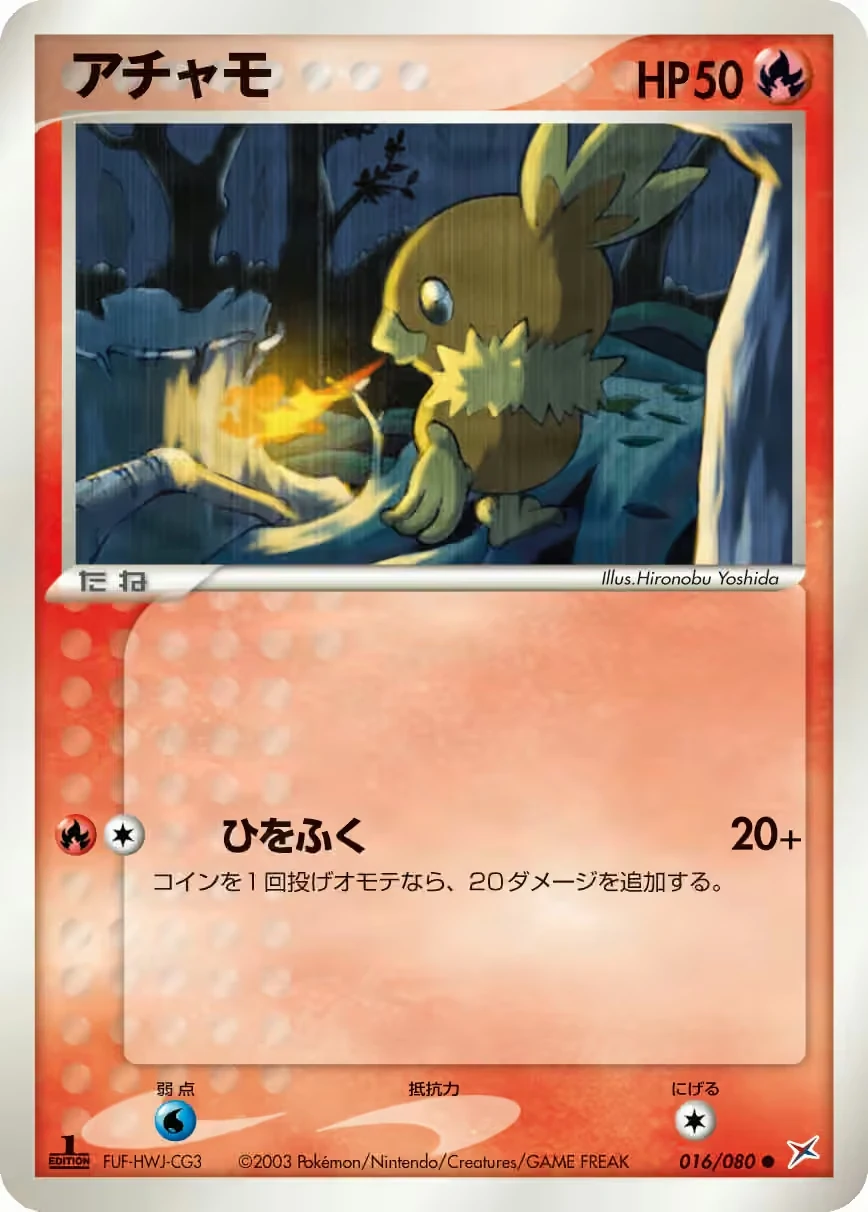 アチャモ
HP50
たね
Illus.Hironobu Yoshida
ひをふく 20+
コインを1回投げオモテなら、20ダメージを追加する。
弱点 抵抗力 にげる
1 EDITION FUF-HWJ-CG3 ©2003 Pokémon/Nintendo/Creatures/GAME FREAK 016/080